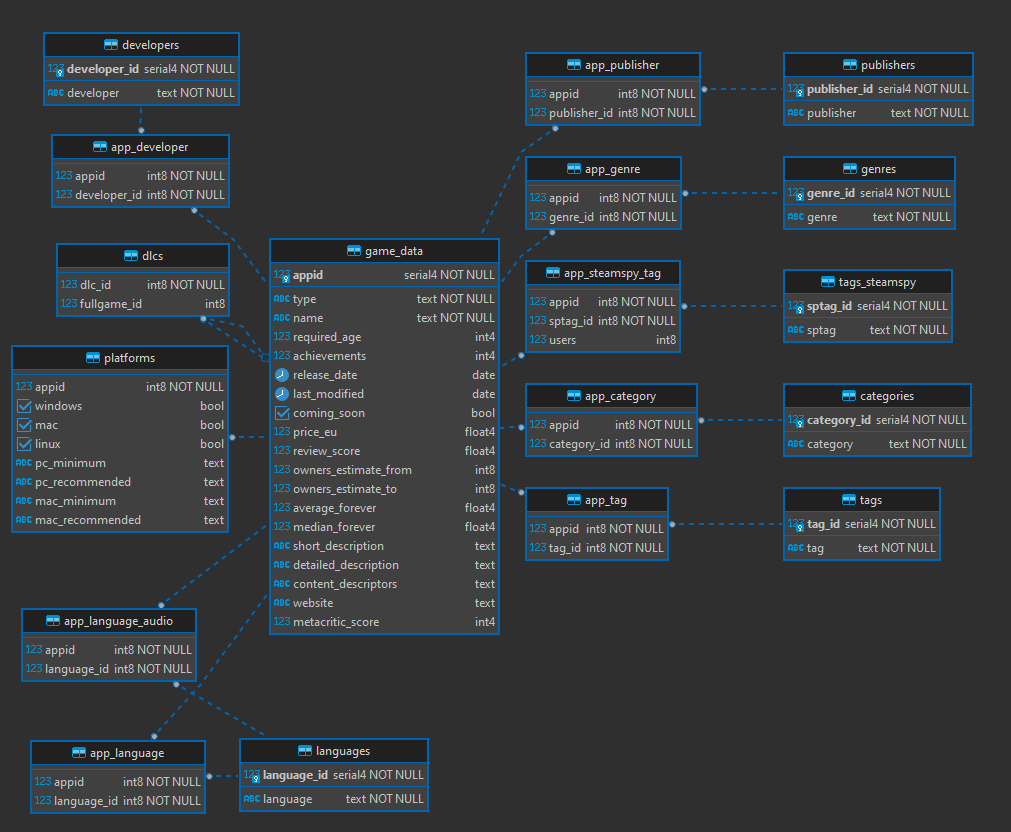 developers
123 developer_id serial4 NOT NULL
ABC developer text NOT NULL
app_developer
123 appid int8 NOT NULL
123 developer_id int8 NOT NULL
dlcs
123 dlc_id int8 NOT NULL
123 fullgame_id int8
platforms
123 appid int8 NOT NULL
windows bool
mac bool
linux bool
ABC pc_minimum text
ABC pc_recommended text
ABC mac_minimum text
ABC mac_recommended text
app_language_audio
123 appid int8 NOT NULL
123 language_id int8 NOT NULL
app_language
123 appid int8 NOT NULL
123 language_id int8 NOT NULL
languages
123 language_id serial4 NOT NULL
ABC language text NOT NULL
game_data
123 appid serial4 NOT NULL
ABC type text NOT NULL
ABC name text NOT NULL
123 required_age int4
123 achievements int4
release_date date
last_modified date
coming_soon bool
123 price_eu float4
123 review_score float4
123 owners_estimate_from int8
123 owners_estimate_to int8
123 average_forever float4
123 median_forever float4
ABC short_description text
ABC detailed_description text
ABC content_descriptors text
ABC website text
123 metacritic_score int4
app_publisher
123 appid int8 NOT NULL
123 publisher_id int8 NOT NULL
publishers
123 publisher_id serial4 NOT NULL
ABC publisher text NOT NULL
app_genre
123 appid int8 NOT NULL
123 genre_id int8 NOT NULL
genres
123 genre_id serial4 NOT NULL
ABC genre text NOT NULL
app_steamspy_tag
123 appid int8 NOT NULL
123 sptag_id int8 NOT NULL
123 users int8
tags_steamspy
123 sptag_id serial4 NOT NULL
ABC sptag text NOT NULL
app_category
123 appid int8 NOT NULL
123 category_id int8 NOT NULL
categories
123 category_id serial4 NOT NULL
ABC category text NOT NULL
app_tag
123 appid int8 NOT NULL
123 tag_id int8 NOT NULL
tags
123 tag_id serial4 NOT NULL
ABC tag text NOT NULL